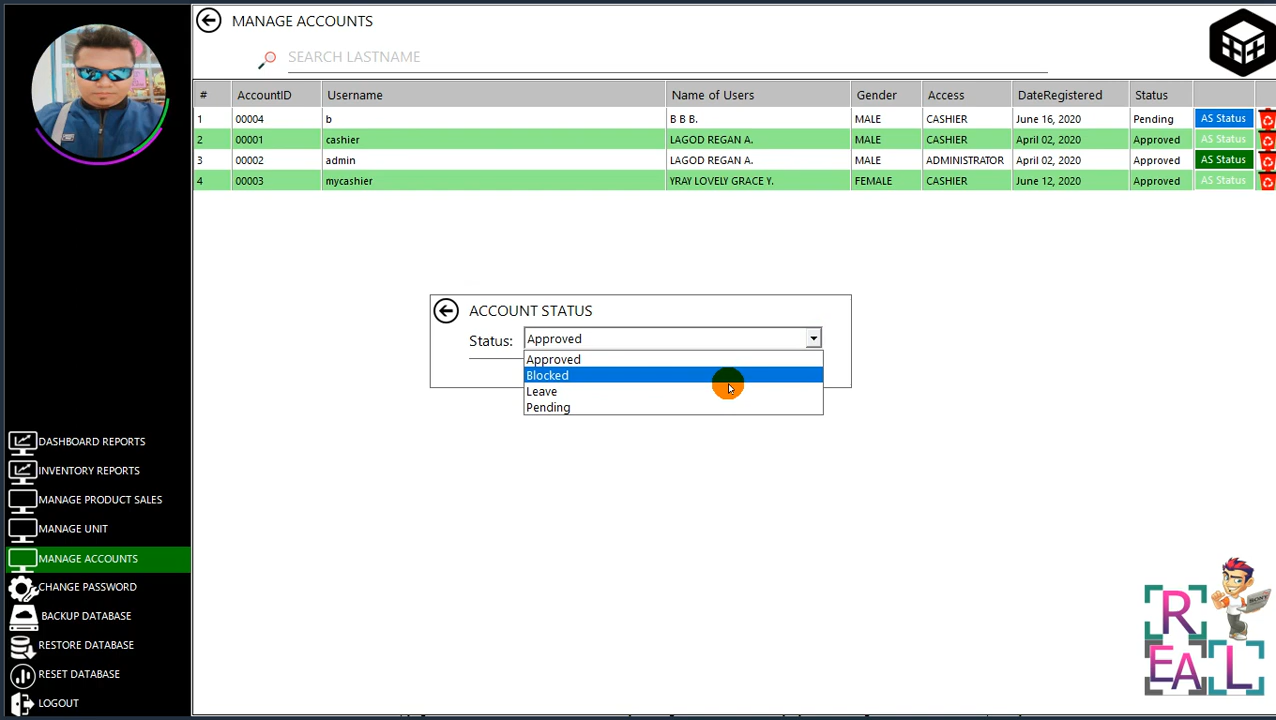 MANAGE ACCOUNTS
SEARCH LASTNAME
# AccountID Username Name of Users Gender Access DateRegistered Status
1 00004 b B B B. MALE CASHIER June 16, 2020 Pending AS Status
2 00001 cashier LAGOD REGAN A. MALE CASHIER April 02, 2020 Approved AS Status
3 00002 admin LAGOD REGAN A. MALE ADMINISTRATOR April 02, 2020 Approved AS Status
4 00003 mycashier YRAY LOVELY GRACE Y. FEMALE CASHIER June 12, 2020 Approved AS Status
ACCOUNT STATUS
Status: Approved
Approved
Blocked
Leave
Pending
DASHBOARD REPORTS
INVENTORY REPORTS
MANAGE PRODUCT SALES
MANAGE UNIT
MANAGE ACCOUNTS
CHANGE PASSWORD
BACKUP DATABASE
RESTORE DATABASE
RESET DATABASE
LOGOUT
R
EAL